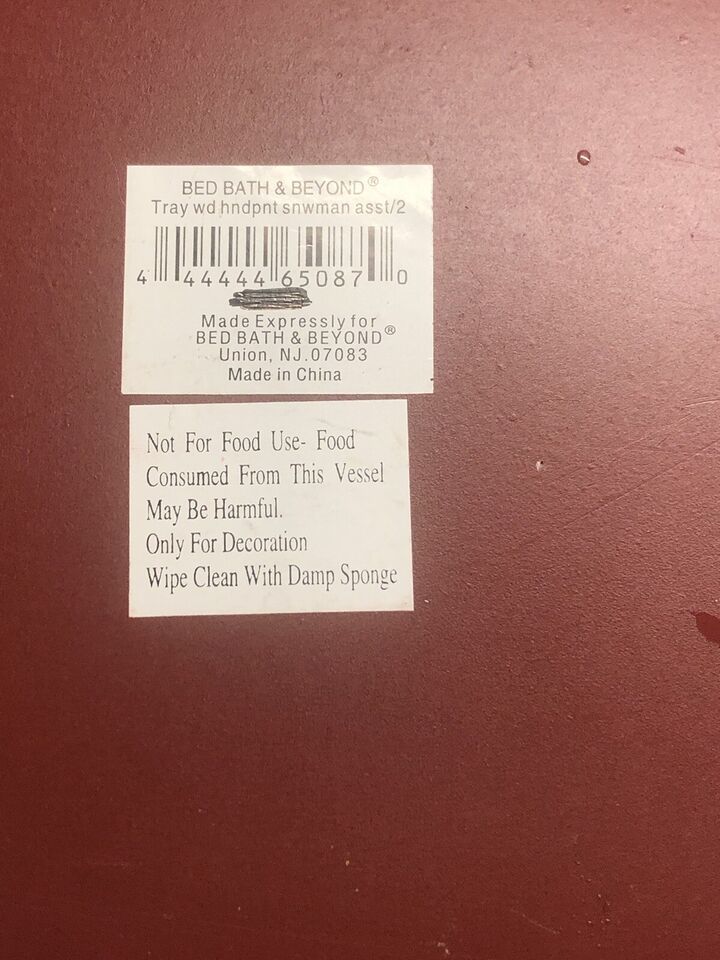 BED BATH & BEYOND®
Tray wd hndpnt snwman asst/2
4 44444 65087 0
Made Expressly for
BED BATH & BEYOND®
Union, NJ.07083
Made in China
Not For Food Use- Food
Consumed From This Vessel
May Be Harmful.
Only For Decoration
Wipe Clean With Damp Sponge